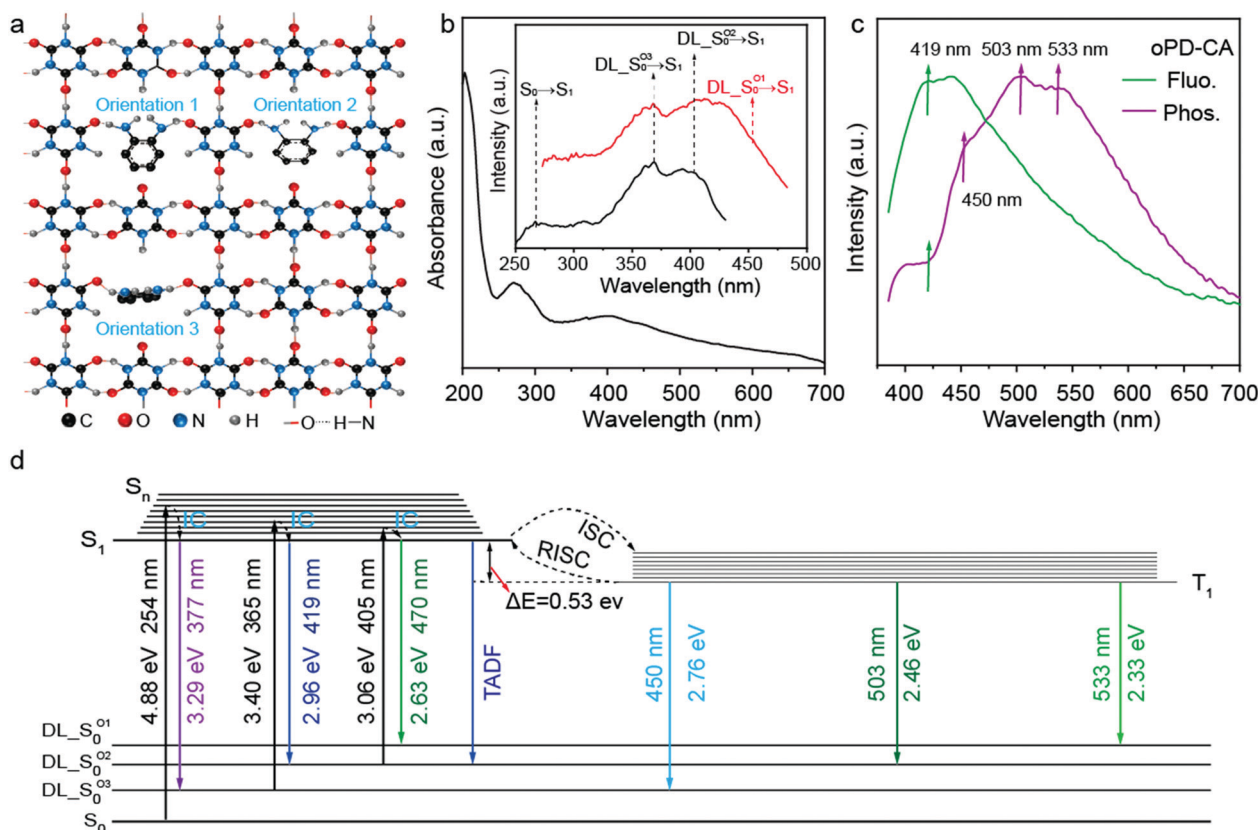 a
Orientation 1
Orientation 2
Orientation 3
C O N H O H N
b
Absorbance (a.u.)
Intensity (a.u.)
S₀→S₁
DL_S₀ᴼ³→S₁
DL_S₀ᴼ²→S₁
DL_S₀ᴼ¹→S₁
250 300 350 400 450 500
Wavelength (nm)
200 300 400 500 600 700
Wavelength (nm)
c
Intensity (a.u.)
419 nm
503 nm
533 nm
450 nm
oPD-CA
Fluo.
Phos.
400 450 500 550 600 650 700
Wavelength (nm)
d
Sₙ
S₁
IC
IC
IC
ISC
RISC
ΔE=0.53 ev
T₁
4.88 eV 254 nm
3.29 eV 377 nm
3.40 eV 365 nm
2.96 eV 419 nm
3.06 eV 405 nm
2.63 eV 470 nm
TADF
450 nm
2.76 eV
503 nm
2.46 eV
533 nm
2.33 eV
DL_S₀ᴼ¹
DL_S₀ᴼ²
DL_S₀ᴼ³
S₀